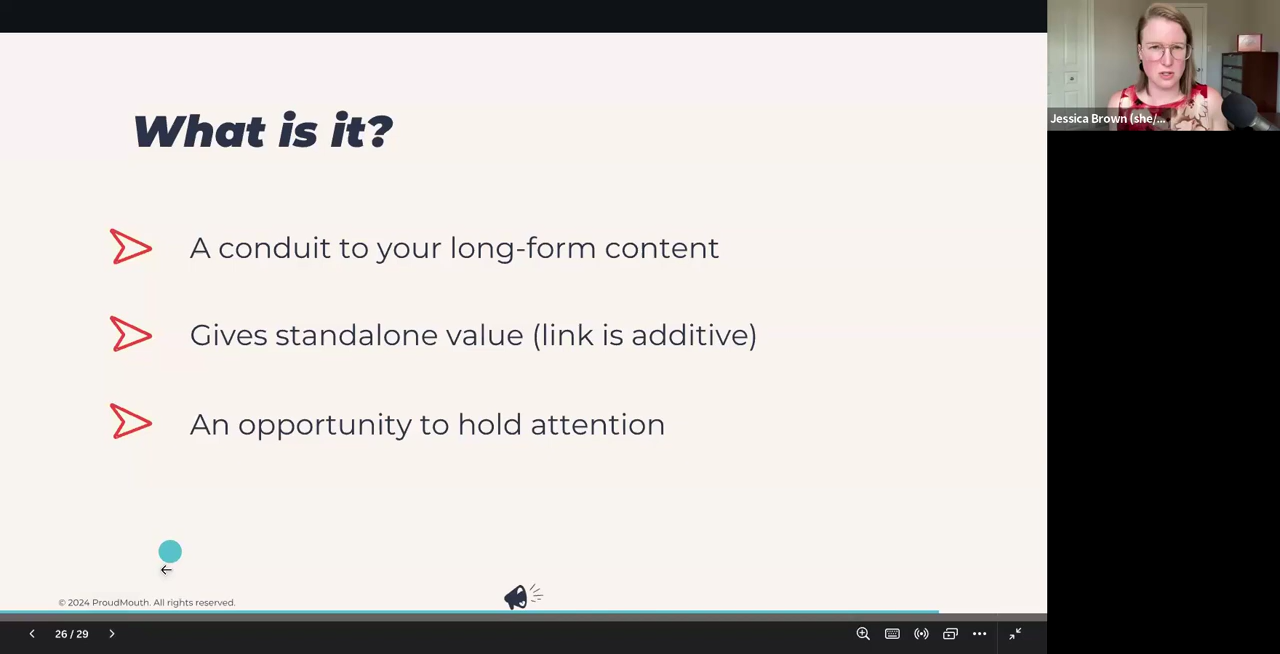 What is it?
A conduit to your long-form content
Gives standalone value (link is additive)
An opportunity to hold attention
© 2024 ProudMouth. All rights reserved.
26 / 29
Jessica Brown (she/...